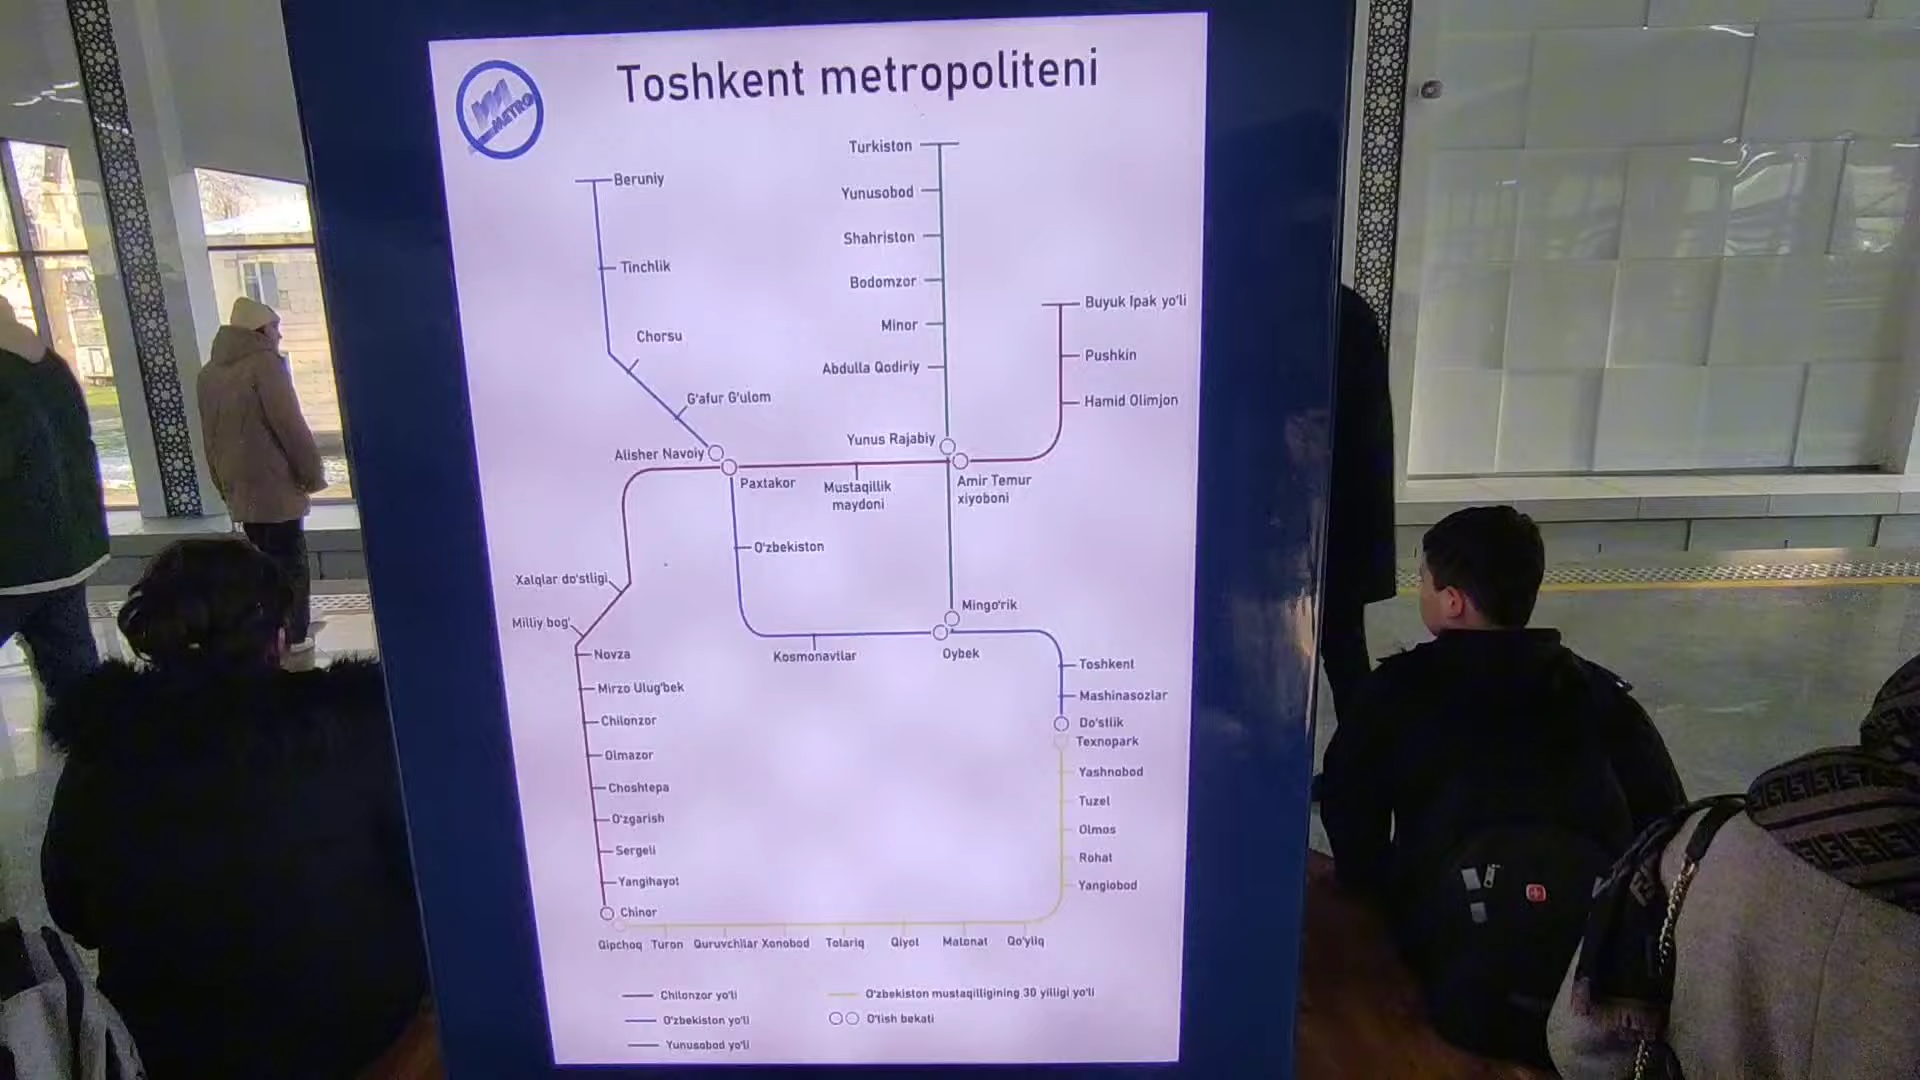 METRO
Toshkent metropoliteni
Turkiston
Beruniy
Yunusobod
Shahriston
Tinchlik
Bodomzor
Buyuk Ipak yo'li
Minor
Chorsu
Pushkin
Abdulla Qodiriy
G'afur G'ulom
Hamid Olimjon
Yunus Rajabiy
Alisher Navoiy
Paxtakor
Mustaqillik
maydoni
Amir Temur
xiyoboni
O'zbekiston
Xalqlar do'stligi
Mingo'rik
Milliy bog'
Novza
Kosmonavtlar
Oybek
Toshkent
Mirzo Ulug'bek
Mashinasozlar
Chilonzor
Do'stlik
Texnopark
Olmazor
Yashnobod
Choshtepa
Tuzel
O'zgarish
Olmos
Sergeli
Rohat
Yangihayot
Yangiobod
Chinor
Qipchoq Turon Quruvchilar Xonobod Tolariq Qiyot Matonat Qo'yliq
Chilonzor yo'li
O'zbekiston mustaqilligining 30 yilligi yo'li
O'zbekiston yo'li
O'tish bekati
Yunusobod yo'li